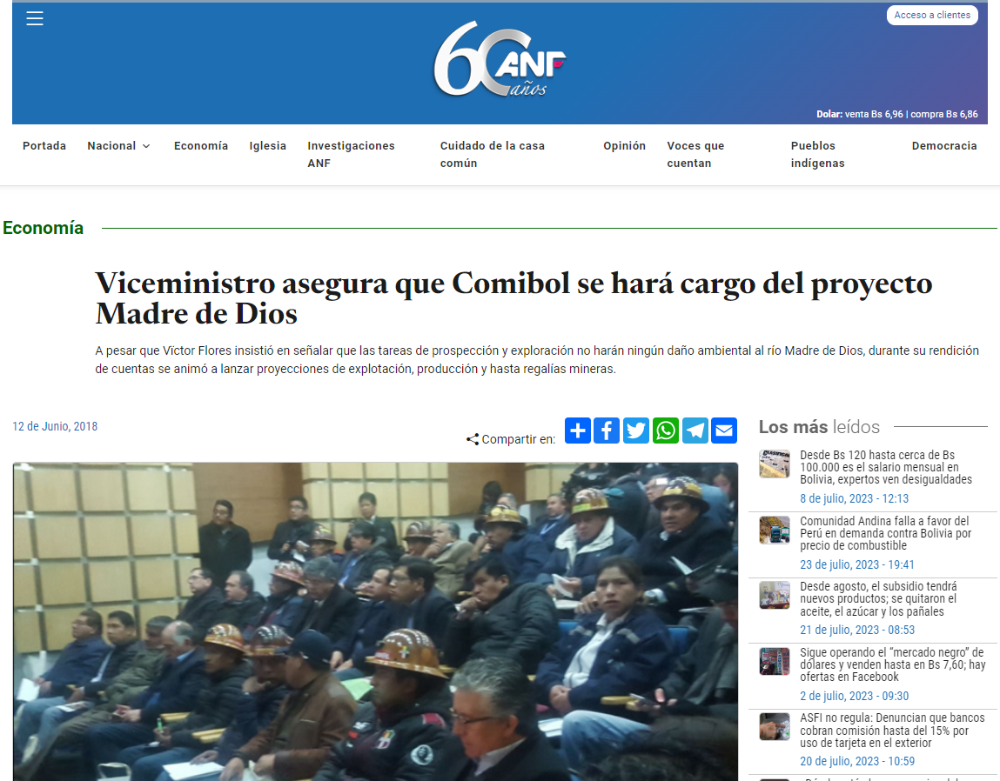 Acceso a clientes
60 ANF
años
Dolar: venta Bs 6,96 | compra Bs 6,86
Portada
Nacional
Economía
Iglesia
Investigaciones
ANF
Cuidado de la casa
común
Opinión
Voces que
cuentan
Pueblos
indígenas
Democracia
Economía
Viceministro asegura que Comibol se hará cargo del proyecto
Madre de Dios
A pesar que Vïctor Flores insistió en señalar que las tareas de prospección y exploración no harán ningún daño ambiental al río Madre de Dios, durante su rendición
de cuentas se animó a lanzar proyecciones de explotación, producción y hasta regalías mineras.
12 de Junio, 2018
Compartir en:
Los más leídos
Desde Bs 120 hasta cerca de Bs
100.000 es el salario mensual en
Bolivia, expertos ven desigualdades
8 de julio, 2023 - 12:13
Comunidad Andina falla a favor del
Perú en demanda contra Bolivia por
precio de combustible
23 de julio, 2023 - 19:41
Desde agosto, el subsidio tendrá
nuevos productos; se quitaron el
aceite, el azúcar y los pañales
21 de julio, 2023 - 08:53
Sigue operando el “mercado negro” de
dólares y venden hasta en Bs 7,60; hay
ofertas en Facebook
2 de julio, 2023 - 09:30
ASFI no regula: Denuncian que bancos
cobran comisión hasta del 15% por
uso de tarjeta en el exterior
20 de julio, 2023 - 10:59